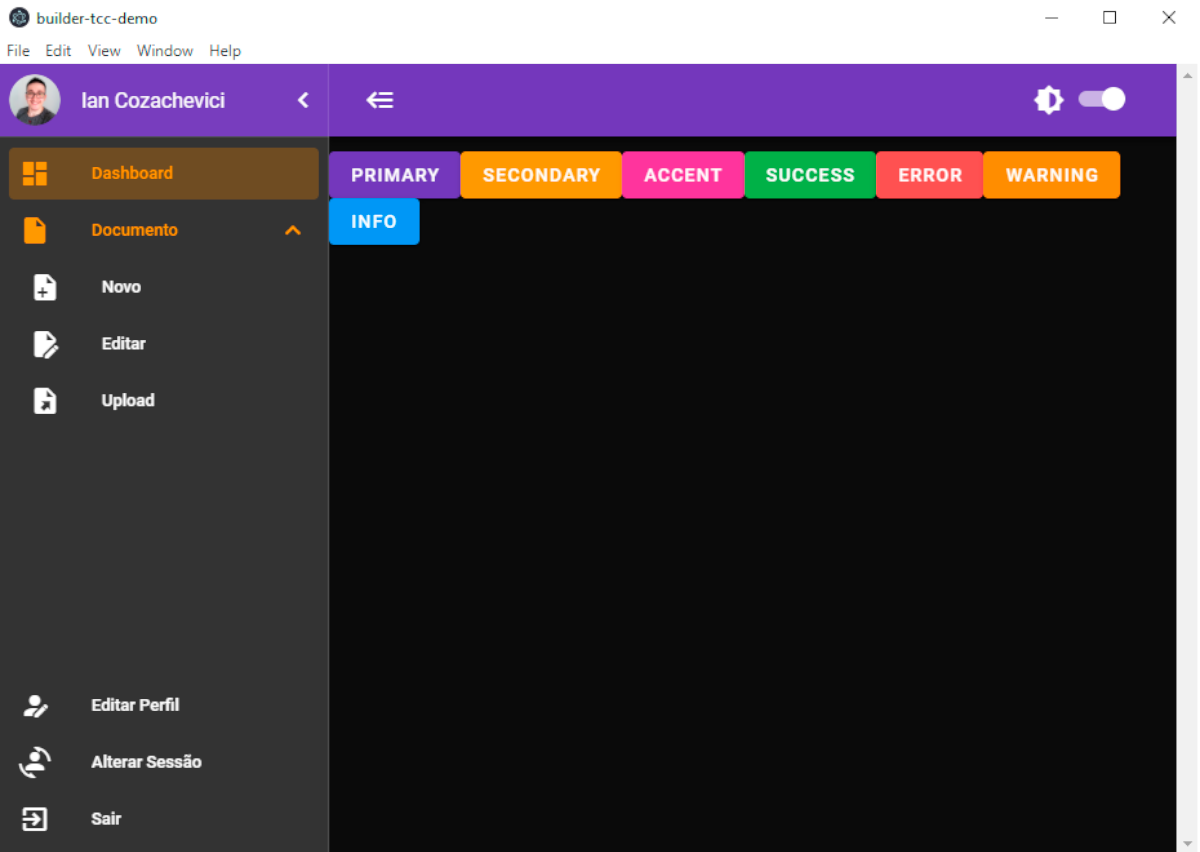 builder-tcc-demo
File Edit View Window Help
Ian Cozachevici
Dashboard
Documento
Novo
Editar
Upload
Editar Perfil
Alterar Sessão
Sair
PRIMARY SECONDARY ACCENT SUCCESS ERROR WARNING
INFO